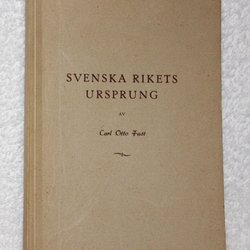 SVENSKA RIKETS
URSPRUNG
AV
Carl Otto Fast